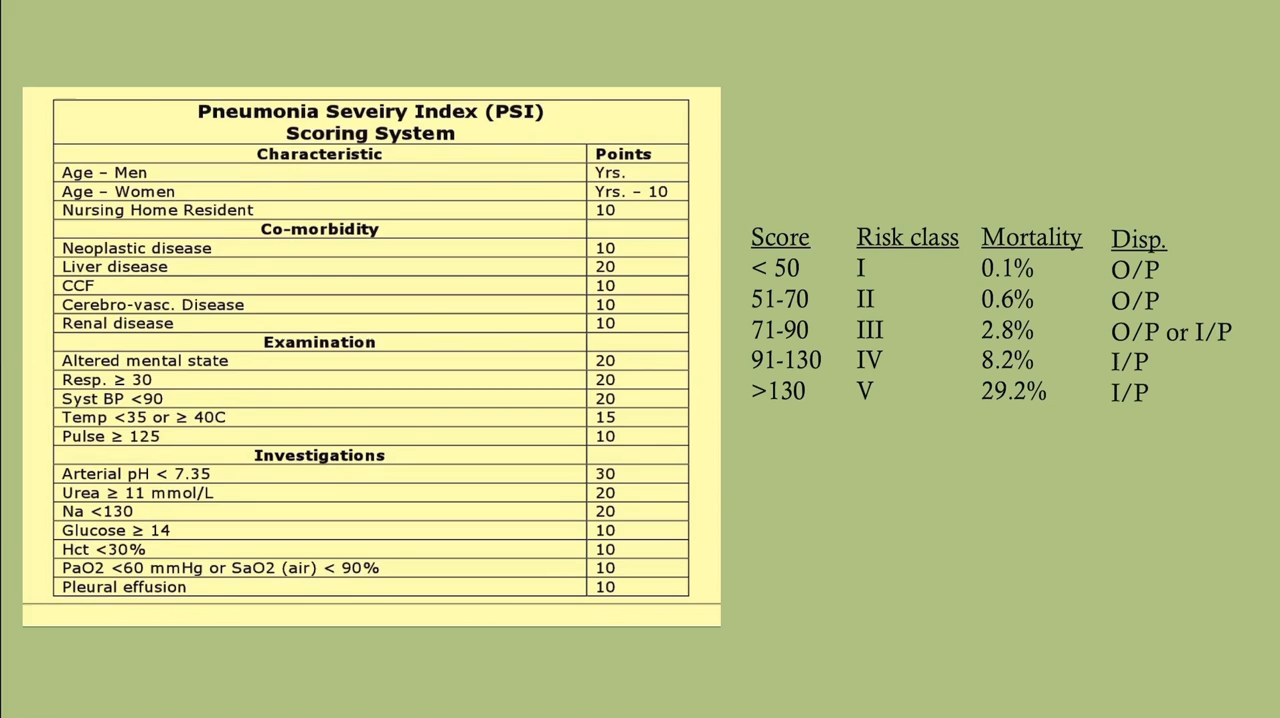 Pneumonia Seveiry Index (PSI)
Scoring System
Characteristic Points
Age – Men Yrs.
Age – Women Yrs. – 10
Nursing Home Resident 10
Co-morbidity
Neoplastic disease 10
Liver disease 20
CCF 10
Cerebro-vasc. Disease 10
Renal disease 10
Examination
Altered mental state 20
Resp. ≥ 30 20
Syst BP <90 20
Temp <35 or ≥ 40C 15
Pulse ≥ 125 10
Investigations
Arterial pH < 7.35 30
Urea ≥ 11 mmol/L 20
Na <130 20
Glucose ≥ 14 10
Hct <30% 10
PaO2 <60 mmHg or SaO2 (air) < 90% 10
Pleural effusion 10
Score Risk class Mortality Disp.
< 50 I 0.1% O/P
51-70 II 0.6% O/P
71-90 III 2.8% O/P or I/P
91-130 IV 8.2% I/P
>130 V 29.2% I/P